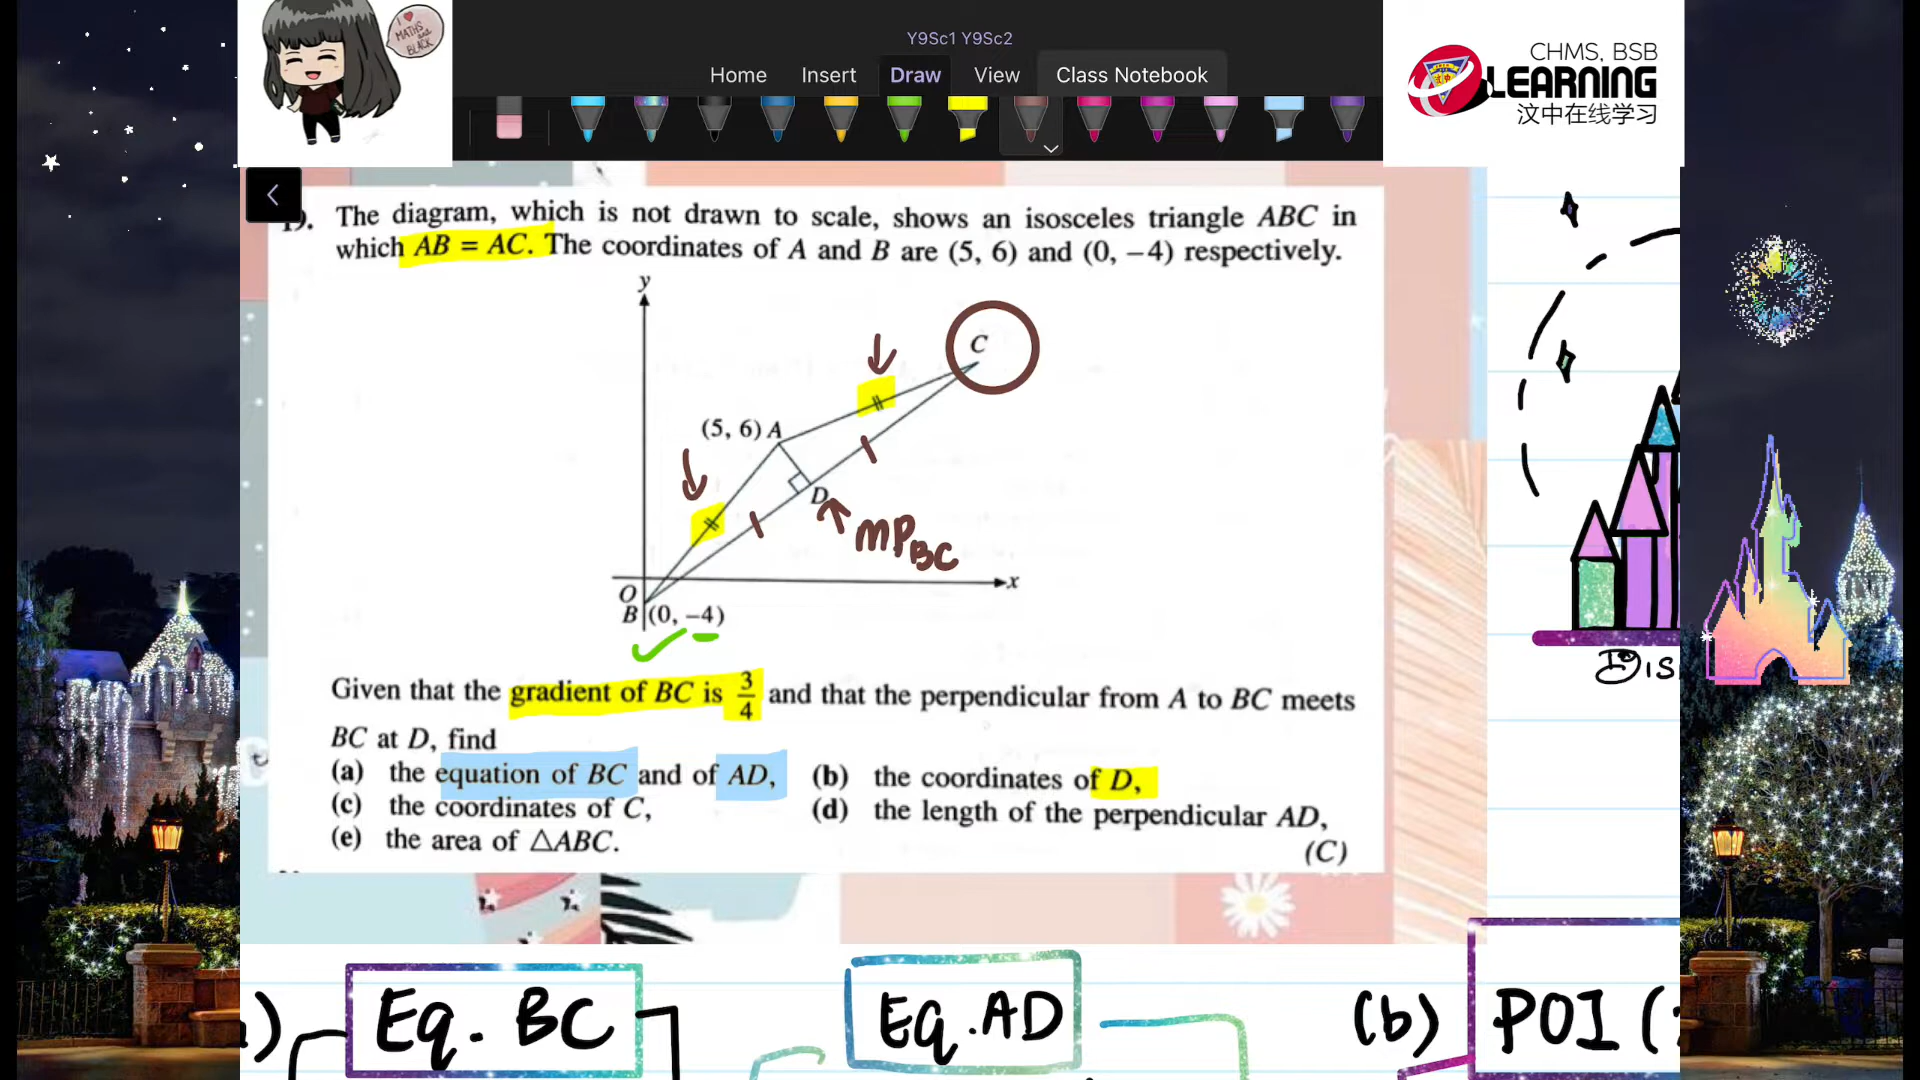 I ♥ MATHS and BLACK
Y9Sc1 Y9Sc2
Home Insert Draw View Class Notebook
CHMS, BSB
LEARNING
汶中在线学习
19. The diagram, which is not drawn to scale, shows an isosceles triangle ABC in
which AB = AC. The coordinates of A and B are (5, 6) and (0, −4) respectively.
y
C
(5, 6) A
D
MP BC
O
x
B (0, −4)
Given that the gradient of BC is 3/4 and that the perpendicular from A to BC meets
BC at D, find
(a) the equation of BC and of AD, (b) the coordinates of D,
(c) the coordinates of C, (d) the length of the perpendicular AD,
(e) the area of △ABC.
(C)
Dis
) Eq. BC
Eq. AD
(b) POI (